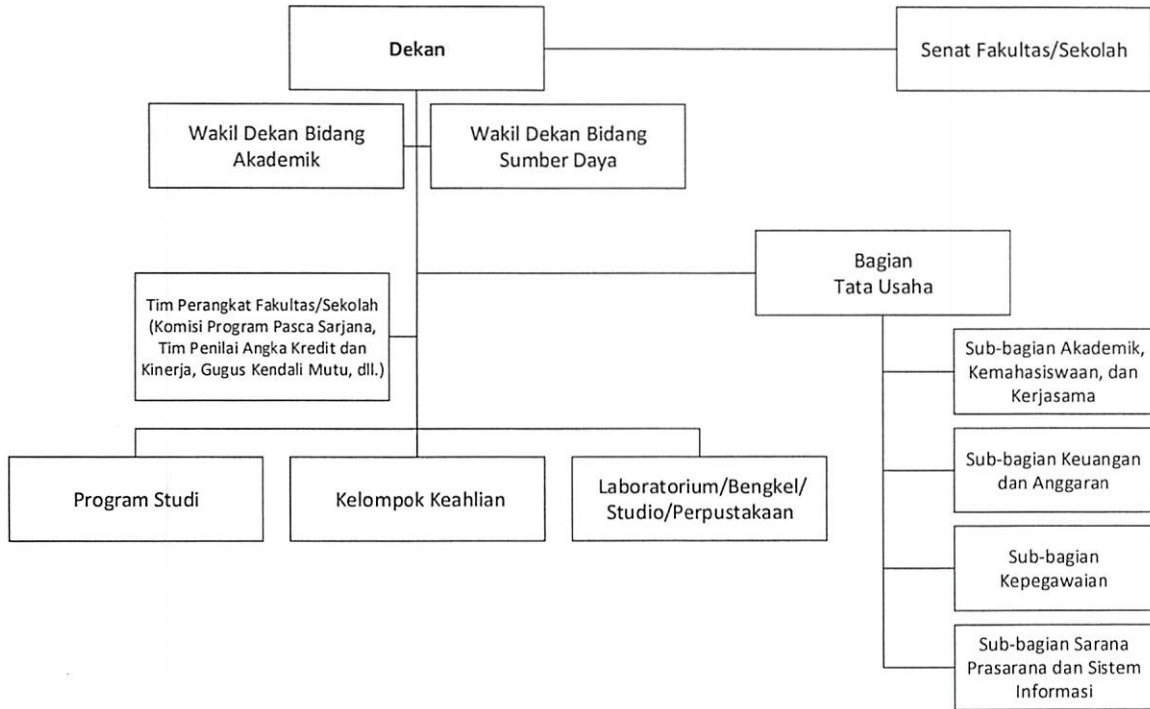 Dekan
Senat Fakultas/Sekolah
Wakil Dekan Bidang
Akademik
Wakil Dekan Bidang
Sumber Daya
Bagian
Tata Usaha
Tim Perangkat Fakultas/Sekolah
(Komisi Program Pasca Sarjana,
Tim Penilai Angka Kredit dan
Kinerja, Gugus Kendali Mutu, dll.)
Sub-bagian Akademik,
Kemahasiswaan, dan
Kerjasama
Program Studi
Kelompok Keahlian
Laboratorium/Bengkel/
Studio/Perpustakaan
Sub-bagian Keuangan
dan Anggaran
Sub-bagian
Kepegawaian
Sub-bagian Sarana
Prasarana dan Sistem
Informasi